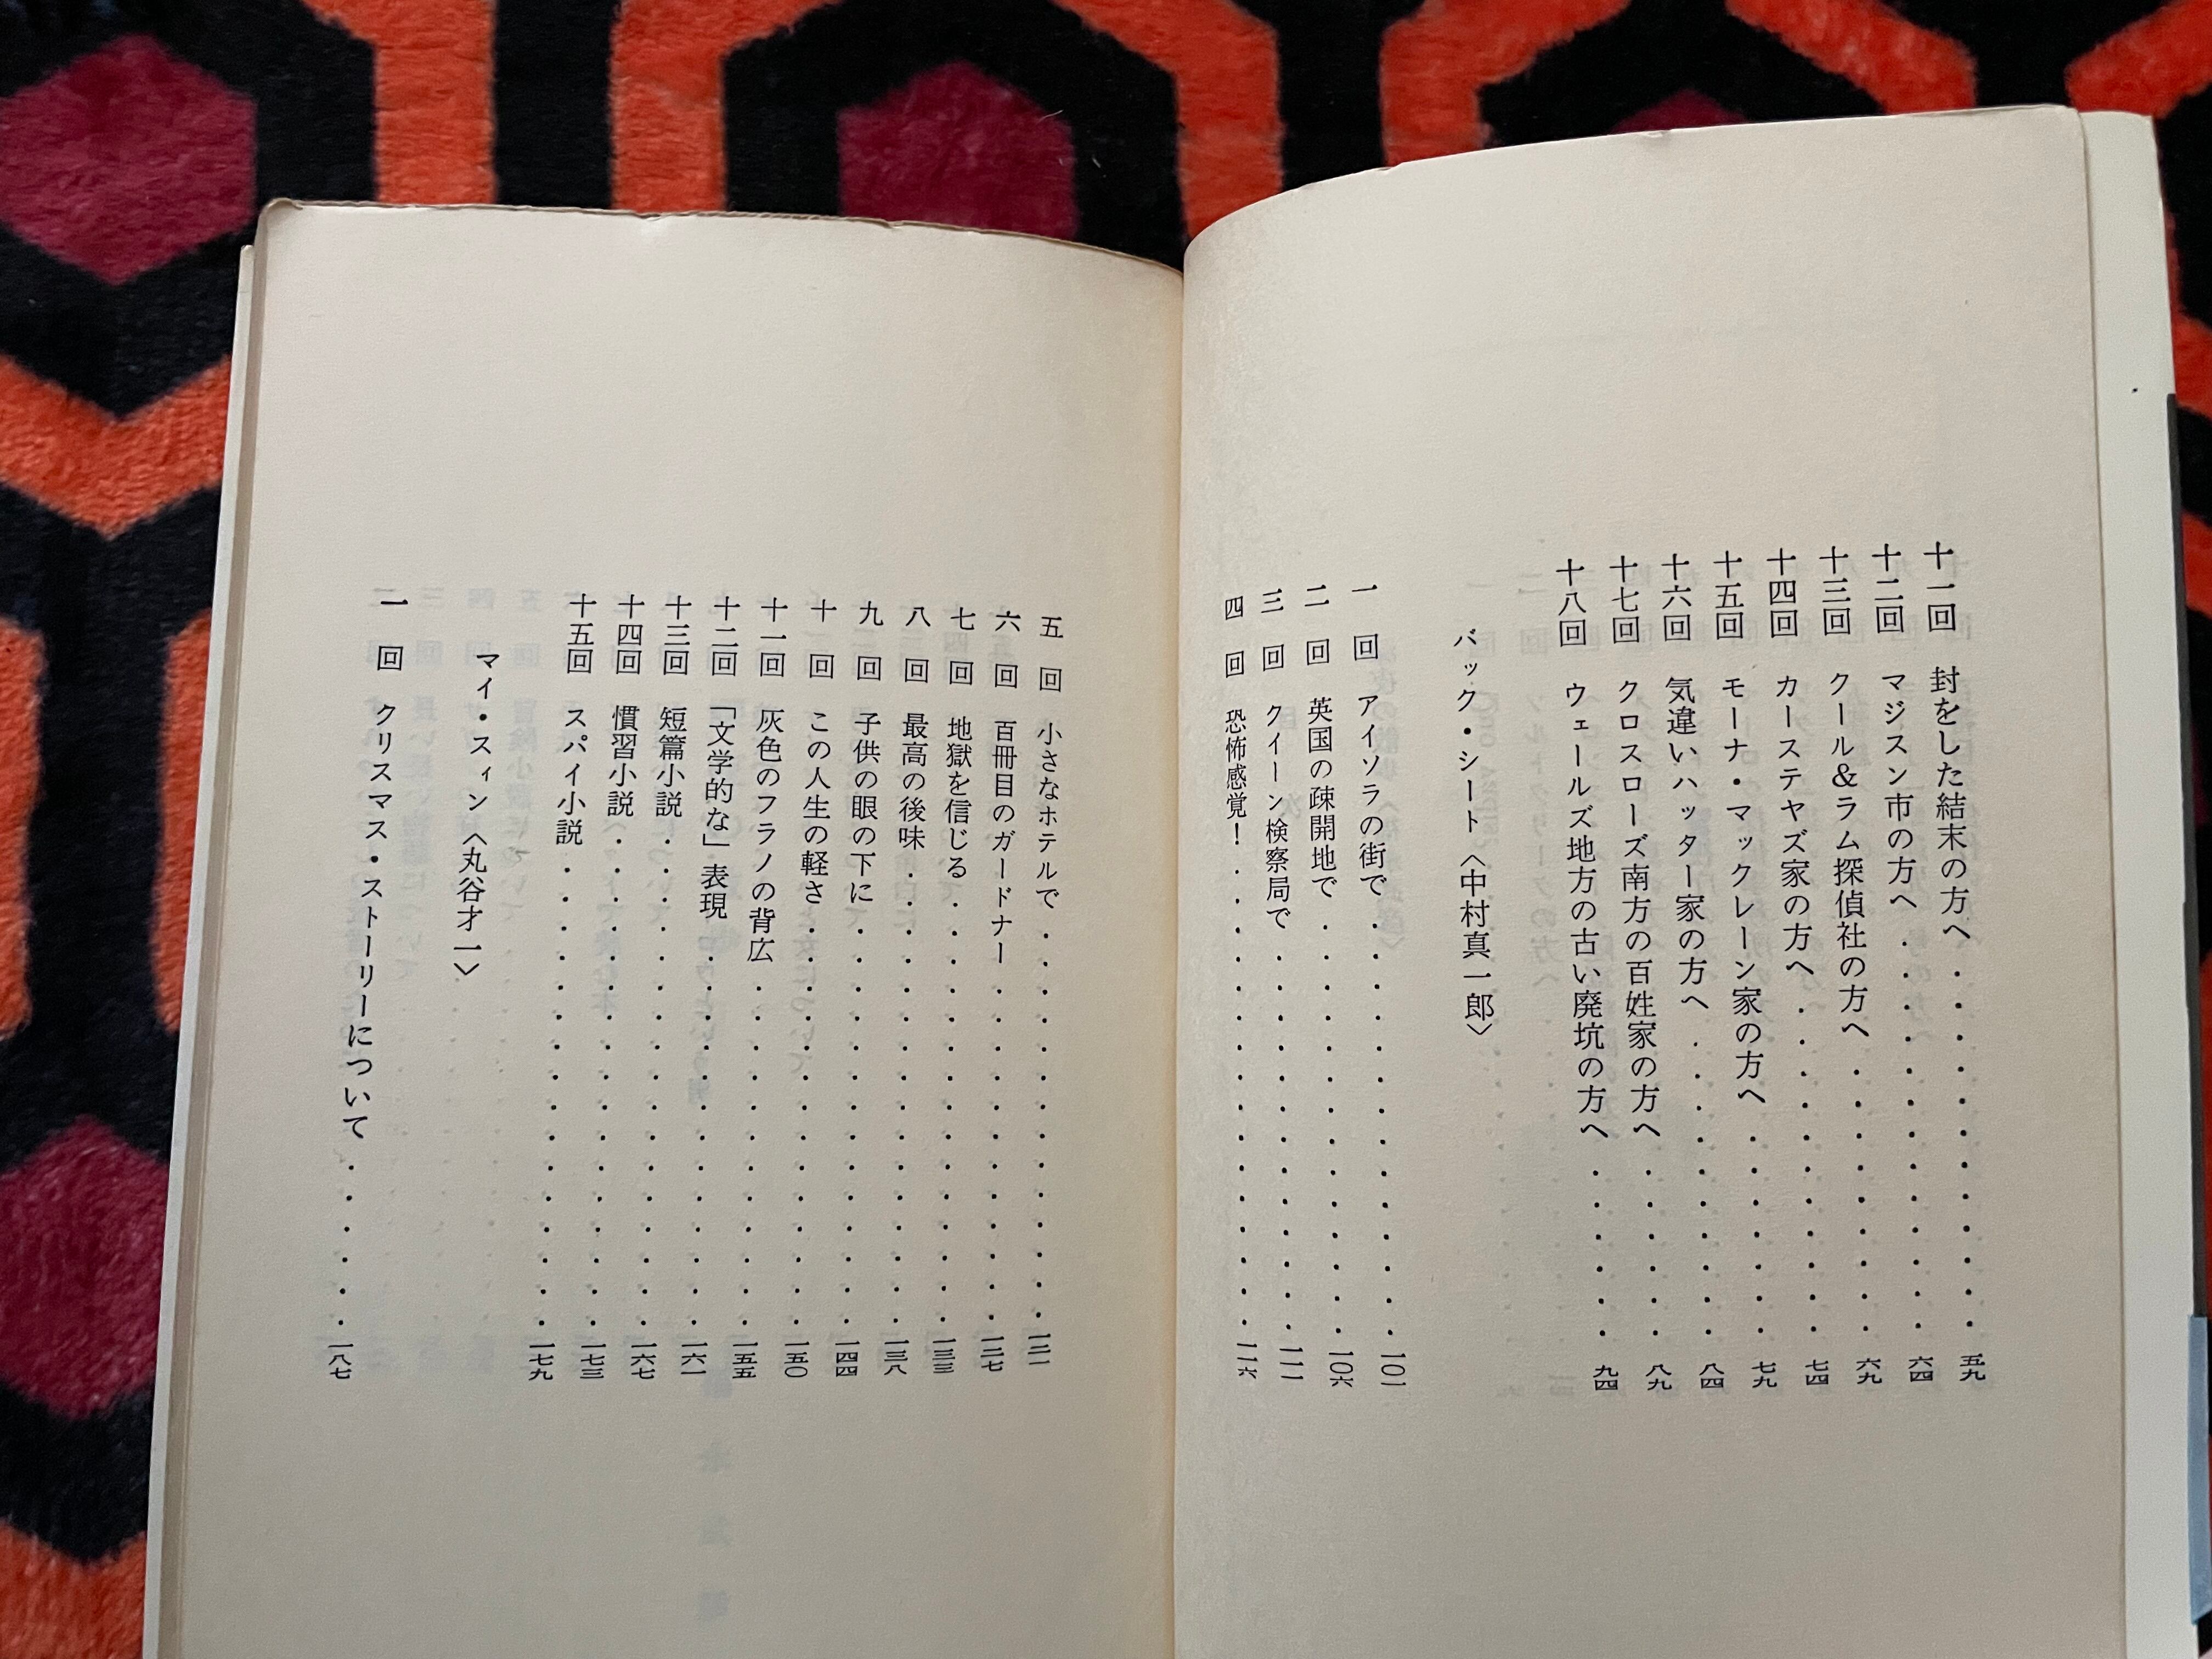 十一回 封をした結末の方へ・・・・・・・・・・・・・五九
十二回 マジスン市の方へ・・・・・・・・・・・・・・六四
十三回 クール＆ラム探偵社の方へ・・・・・・・・・・六九
十四回 カーステヤズ家の方へ・・・・・・・・・・・・七四
十五回 モーナ・マックレーン家の方へ・・・・・・・・七九
十六回 気違いハッター家の方へ・・・・・・・・・・・八四
十七回 クロスローズ南方の百姓家の方へ・・・・・・・八九
十八回 ウェールズ地方の古い廃坑の方へ・・・・・・・九四
バック・シート〈中村真一郎〉
一回 アイソラの街で・・・・・・・・・・・・・・・一〇一
二回 英国の疎開地で・・・・・・・・・・・・・・・一〇六
三回 クイーン検察局で・・・・・・・・・・・・・・一一一
四回 恐怖感覚！・・・・・・・・・・・・・・・・・一一六
五回 小さなホテルで・・・・・・・・・・・・・・・一二一
六回 百冊目のガードナー・・・・・・・・・・・・・一二七
七回 地獄を信じる・・・・・・・・・・・・・・・・一三三
八回 最高の後味・・・・・・・・・・・・・・・・・一三八
九回 子供の眼の下に・・・・・・・・・・・・・・・一四四
十回 この人生の軽さ・・・・・・・・・・・・・・・一五〇
十一回 灰色のフラノの背広・・・・・・・・・・・・・一五五
十二回 「文学的な」表現・・・・・・・・・・・・・・一六一
十三回 短篇小説・・・・・・・・・・・・・・・・・・一六七
十四回 慣習小説・・・・・・・・・・・・・・・・・・一七三
十五回 スパイ小説・・・・・・・・・・・・・・・・・一七九
マイ・スィン〈丸谷才一〉
一回 クリスマス・ストーリーについて・・・・・・一八七